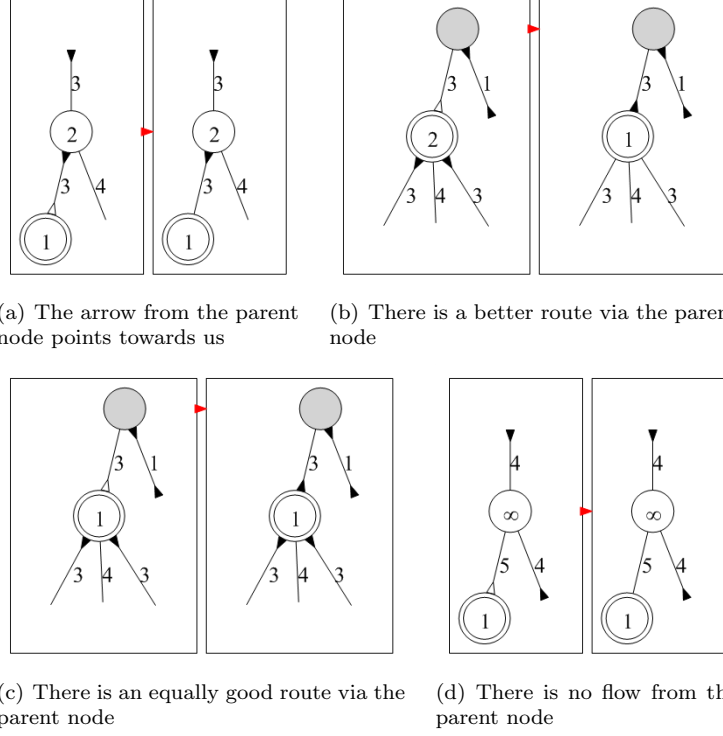 3 3 3 1 3 1
2 2 2 1
3 4 3 4 3 4 3 3 4 3
1 1
(a) The arrow from the parent
node points towards us
(b) There is a better route via the
node
3 1 3 1 4 4
1 1 ∞ ∞
3 4 3 3 4 3 5 4 5 4
1 1
(c) There is an equally good route via the
parent node
(d) There is no flow from
parent node